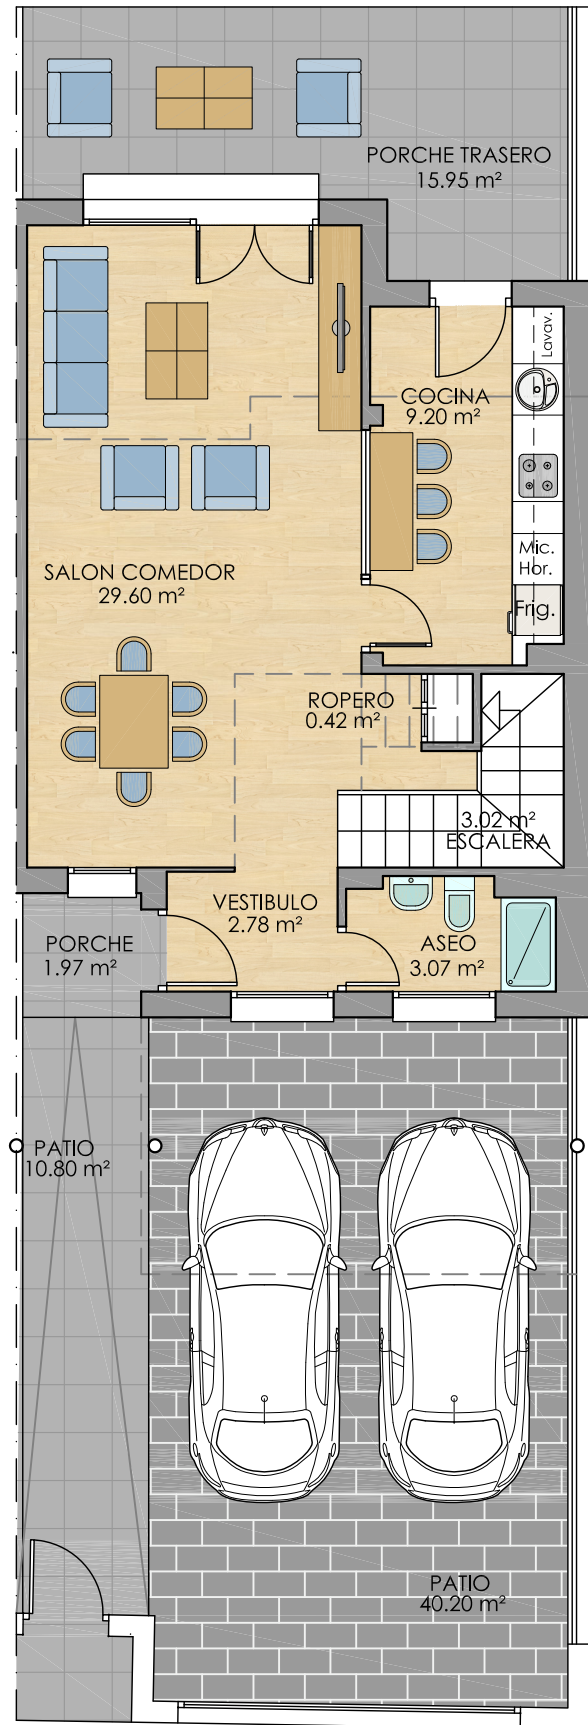 PORCHE TRASERO
15.95 m²
Lavav.
COCINA
9.20 m²
Mic.
Hor.
Frig.
SALON COMEDOR
29.60 m²
ROPERO
0.42 m²
3.02 m²
ESCALERA
VESTIBULO
2.78 m²
ASEO
3.07 m²
PORCHE
1.97 m²
PATIO
10.80 m²
PATIO
40.20 m²